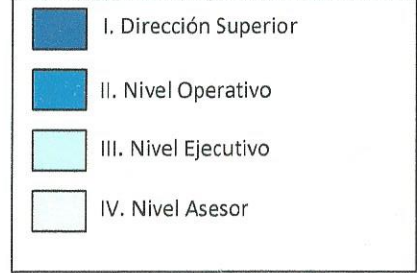 I. Dirección Superior
II. Nivel Operativo
III. Nivel Ejecutivo
IV. Nivel Asesor